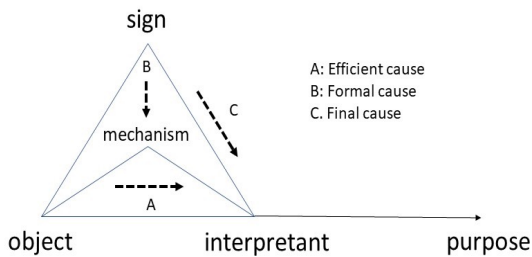 sign
B
A: Efficient cause
B: Formal cause
C. Final cause
C
mechanism
A
object
interpretant
purpose